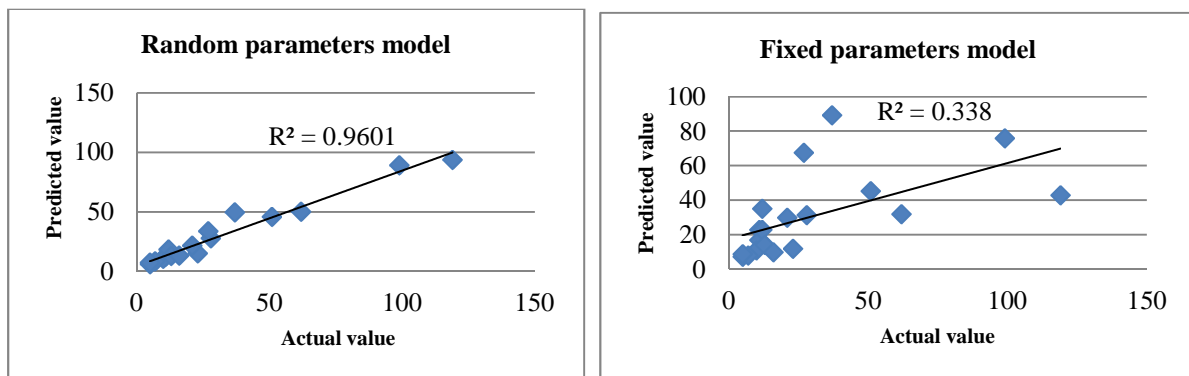 Random parameters model
Predicted value
150
100
50
0
R² = 0.9601
0
50
100
150
Actual value
Fixed parameters model
Predicted value
100
80
60
40
20
0
R² = 0.338
0
50
100
150
Actual value